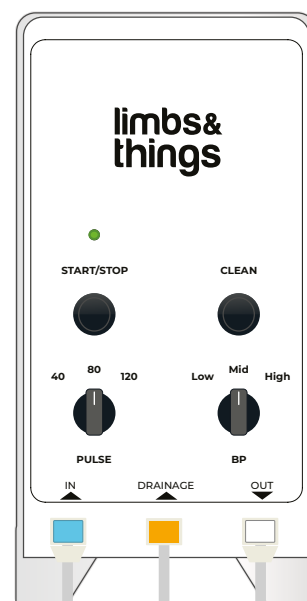 limbs&
things
START/STOP CLEAN
40 80 120 Low Mid High
PULSE BP
IN DRAINAGE OUT